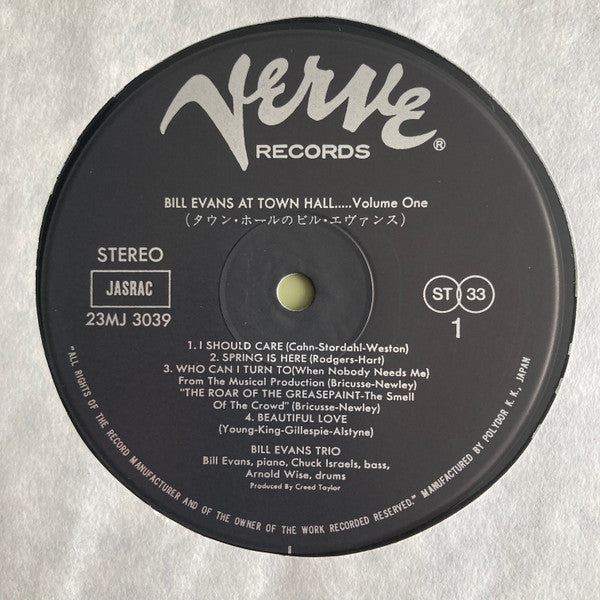 Verve
RECORDS ®
BILL EVANS AT TOWN HALL.....Volume One
(タウン・ホールのビル・エヴァンス)
STEREO
JASRAC
23MJ 3039
ST 33
1
1. I SHOULD CARE (Cahn-Stordahl-Weston)
2. SPRING IS HERE (Rodgers-Hart)
3. WHO CAN I TURN TO(When Nobody Needs Me)
From The Musical Production (Bricusse-Newley)
"THE ROAR OF THE GREASEPAINT-The Smell
Of The Crowd" (Bricusse-Newley)
4. BEAUTIFUL LOVE
(Young-King-Gillespie-Alstyne)
BILL EVANS TRIO
Bill Evans, piano, Chuck Israels, bass,
Arnold Wise, drums
Produced By Creed Taylor
"ALL RIGHTS OF THE RECORD MANUFACTURER AND OF THE OWNER OF THE WORK RECORDED RESERVED." MANUFACTURED BY POLYDOR K. K., JAPAN